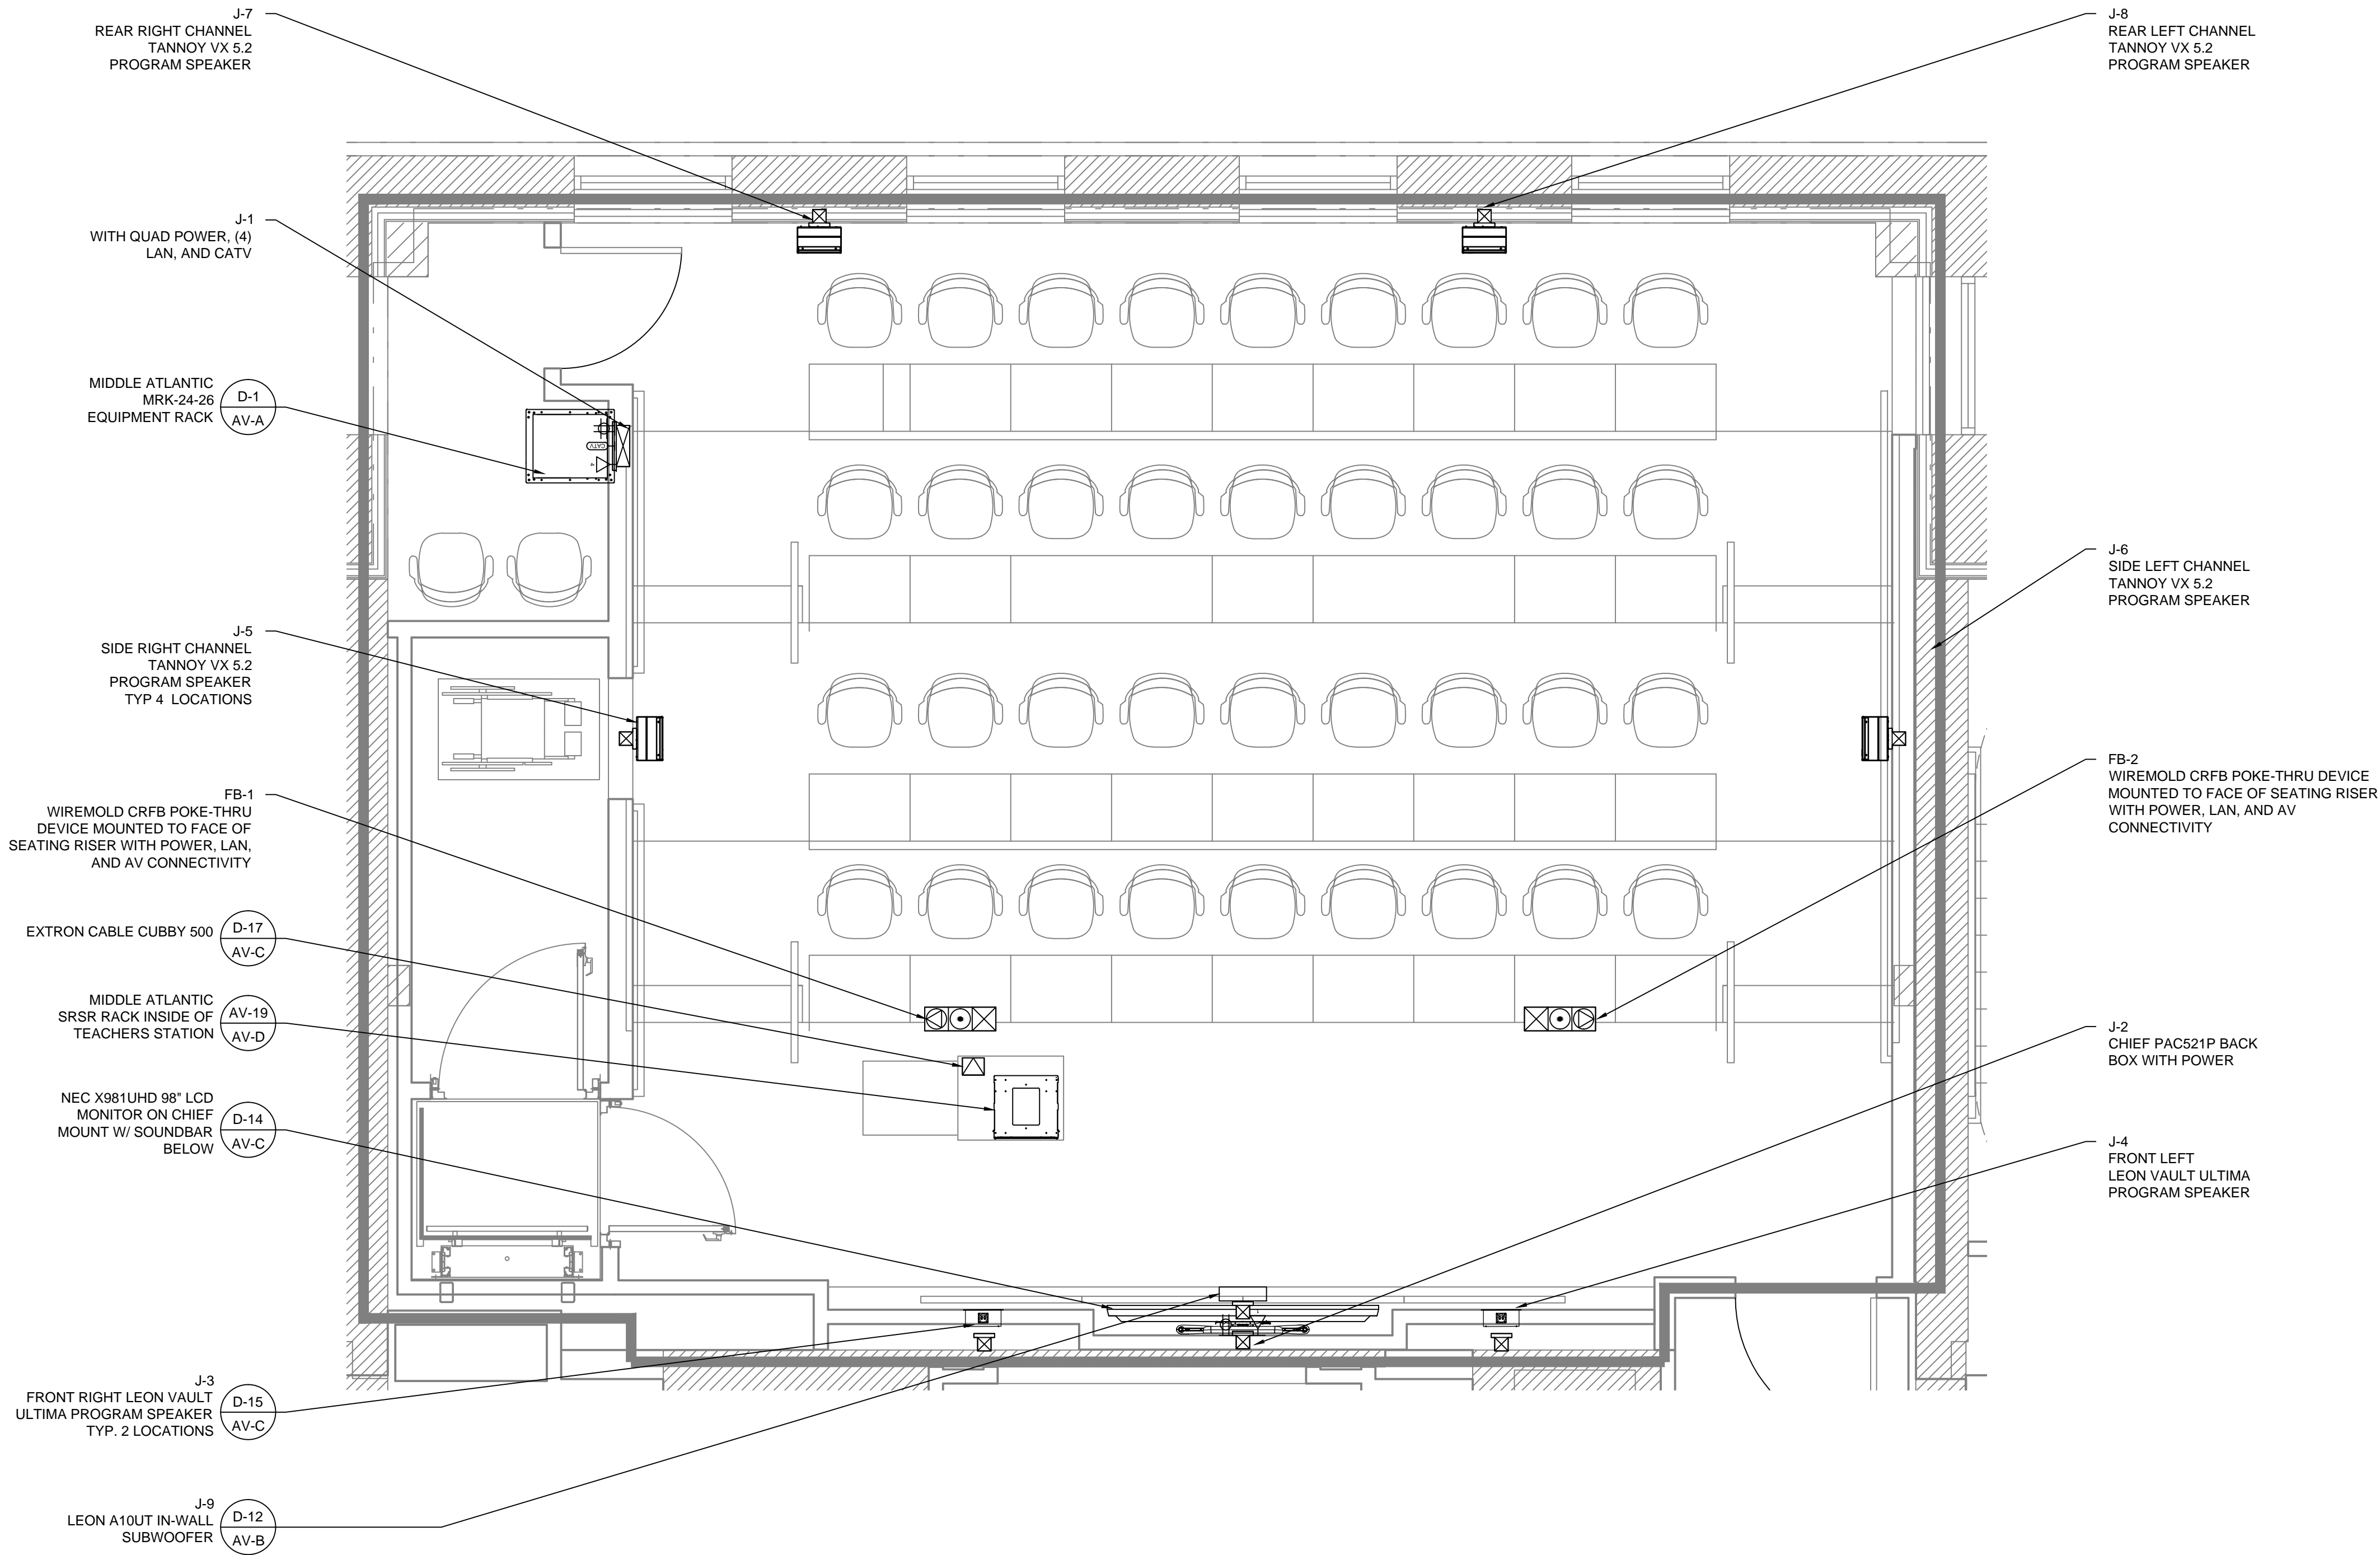 J-7
REAR RIGHT CHANNEL
TANNOY VX 5.2
PROGRAM SPEAKER
J-8
REAR LEFT CHANNEL
TANNOY VX 5.2
PROGRAM SPEAKER
J-1
WITH QUAD POWER, (4)
LAN, AND CATV
MIDDLE ATLANTIC
MRK-24-26
EQUIPMENT RACK
D-1
AV-A
CATV
4
J-6
SIDE LEFT CHANNEL
TANNOY VX 5.2
PROGRAM SPEAKER
J-5
SIDE RIGHT CHANNEL
TANNOY VX 5.2
PROGRAM SPEAKER
TYP 4 LOCATIONS
FB-1
WIREMOLD CRFB POKE-THRU
DEVICE MOUNTED TO FACE OF
SEATING RISER WITH POWER, LAN,
AND AV CONNECTIVITY
FB-2
WIREMOLD CRFB POKE-THRU DEVICE
MOUNTED TO FACE OF SEATING RISER
WITH POWER, LAN, AND AV
CONNECTIVITY
EXTRON CABLE CUBBY 500
D-17
AV-C
MIDDLE ATLANTIC
SRSR RACK INSIDE OF
TEACHERS STATION
AV-19
AV-D
J-2
CHIEF PAC521P BACK
BOX WITH POWER
NEC X981UHD 98" LCD
MONITOR ON CHIEF
MOUNT W/ SOUNDBAR
BELOW
D-14
AV-C
J-4
FRONT LEFT
LEON VAULT ULTIMA
PROGRAM SPEAKER
J-3
FRONT RIGHT LEON VAULT
ULTIMA PROGRAM SPEAKER
TYP. 2 LOCATIONS
D-15
AV-C
J-9
LEON A10UT IN-WALL
SUBWOOFER
D-12
AV-B